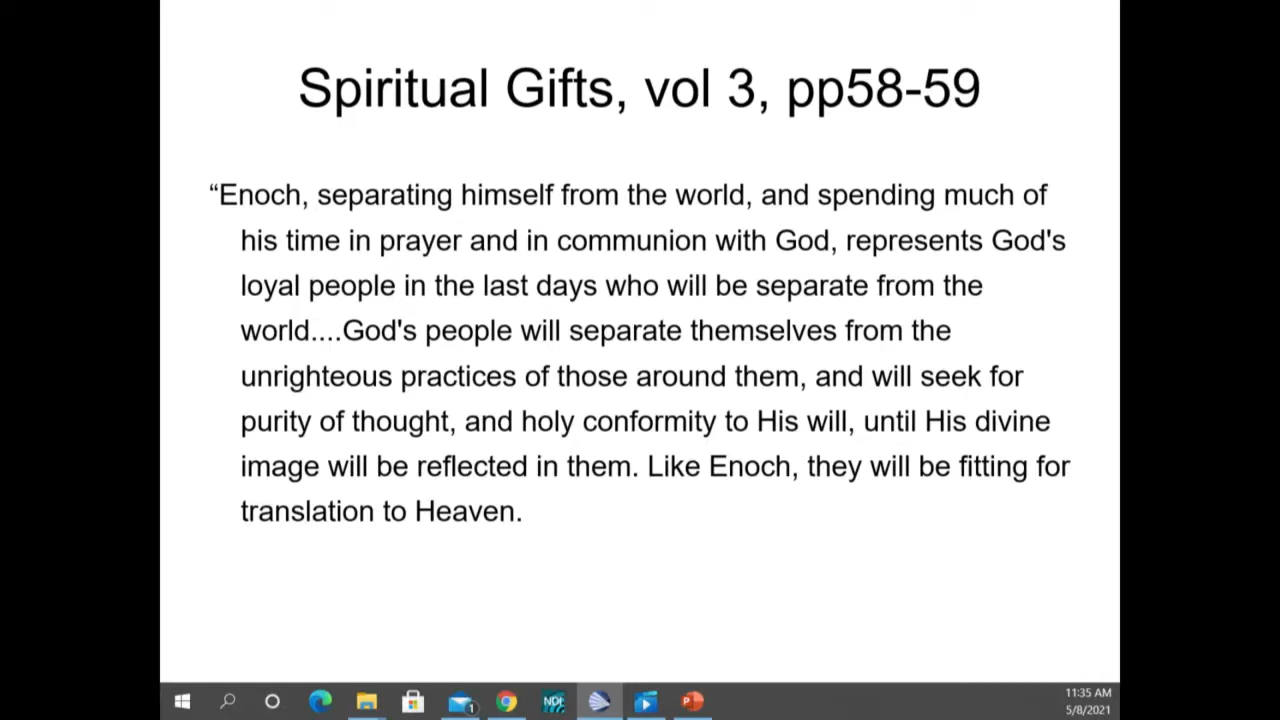 Spiritual Gifts, vol 3, pp58-59
“Enoch, separating himself from the world, and spending much of
his time in prayer and in communion with God, represents God's
loyal people in the last days who will be separate from the
world....God's people will separate themselves from the
unrighteous practices of those around them, and will seek for
purity of thought, and holy conformity to His will, until His divine
image will be reflected in them. Like Enoch, they will be fitting for
translation to Heaven.
NDI
1
P
11:35 AM
5/8/2021